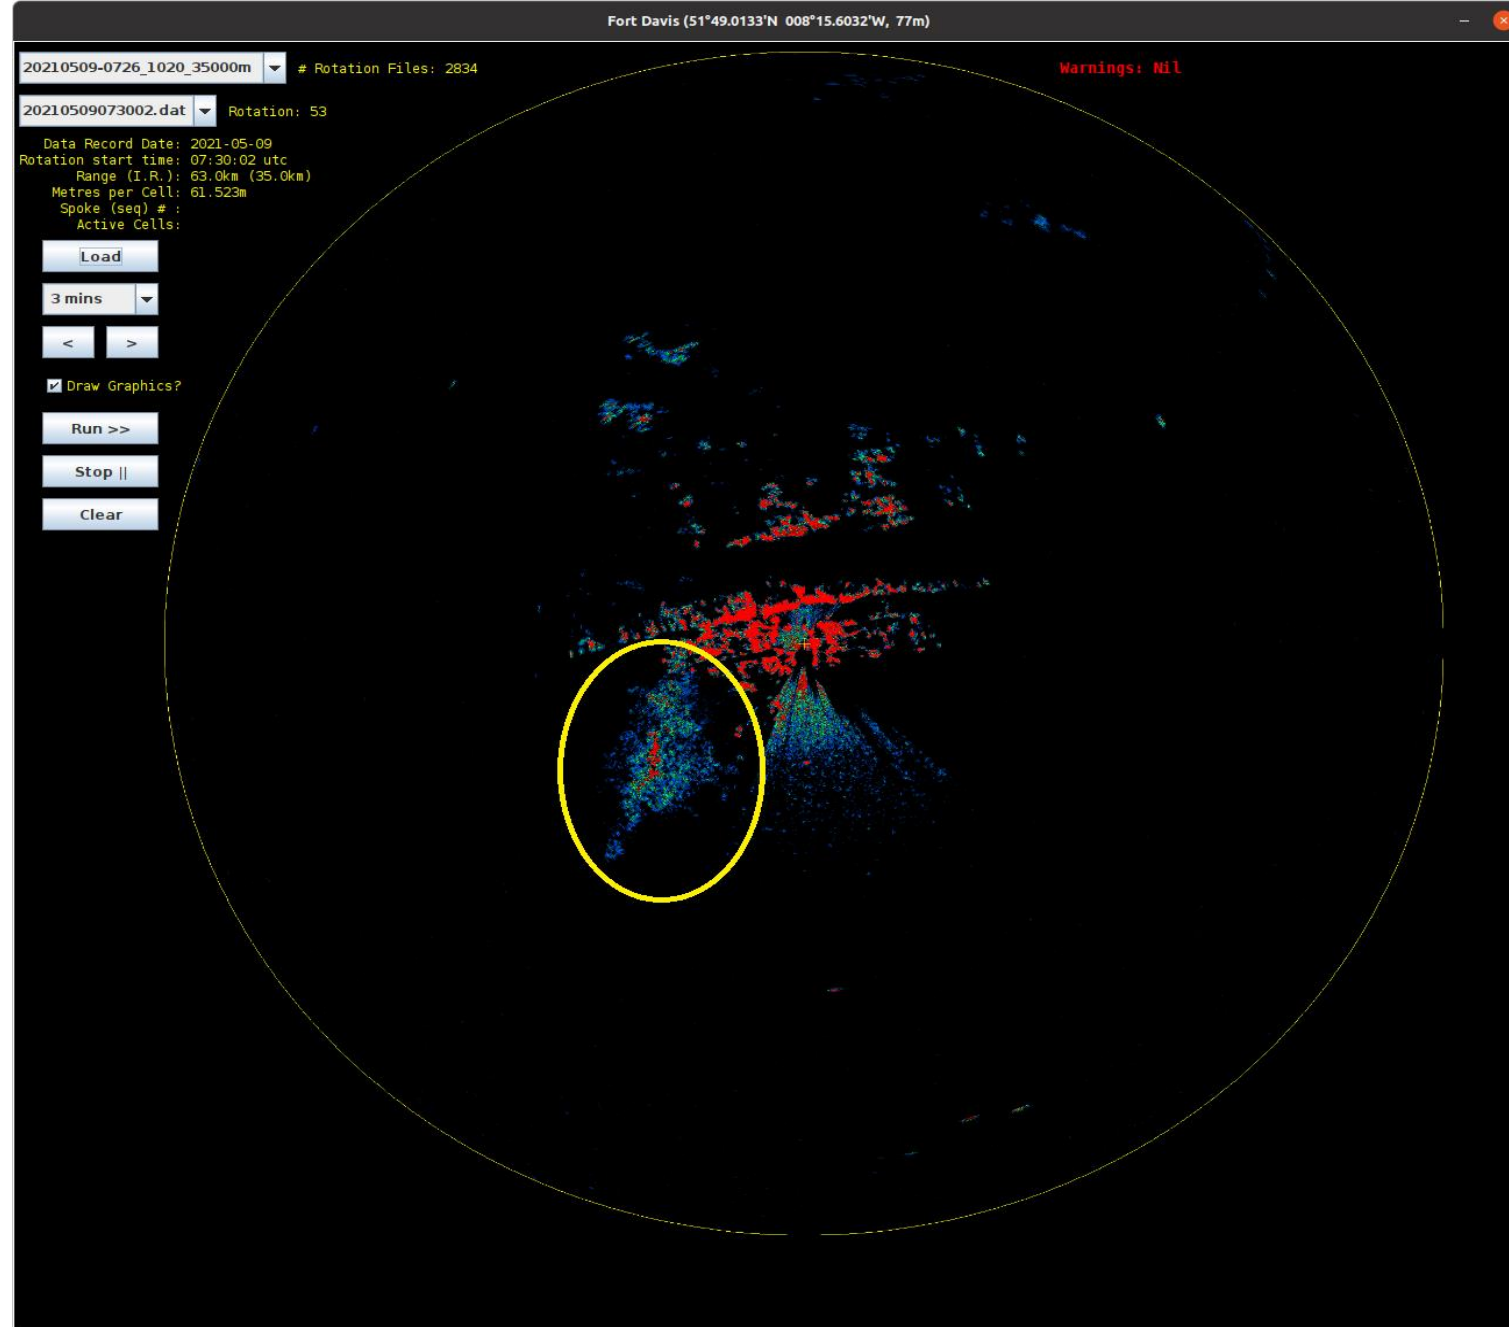 Fort Davis (51°49.0133'N 008°15.6032'W, 77m)
20210509-0726_1020_35000m # Rotation Files: 2834 Warnings: Nil
20210509073002.dat Rotation: 53
Data Record Date: 2021-05-09
Rotation start time: 07:30:02 utc
Range (I.R.): 63.0km (35.0km)
Metres per Cell: 61.523m
Spoke (seq) # :
Active Cells:
Load
3 mins
< >
Draw Graphics?
Run >>
Stop ||
Clear